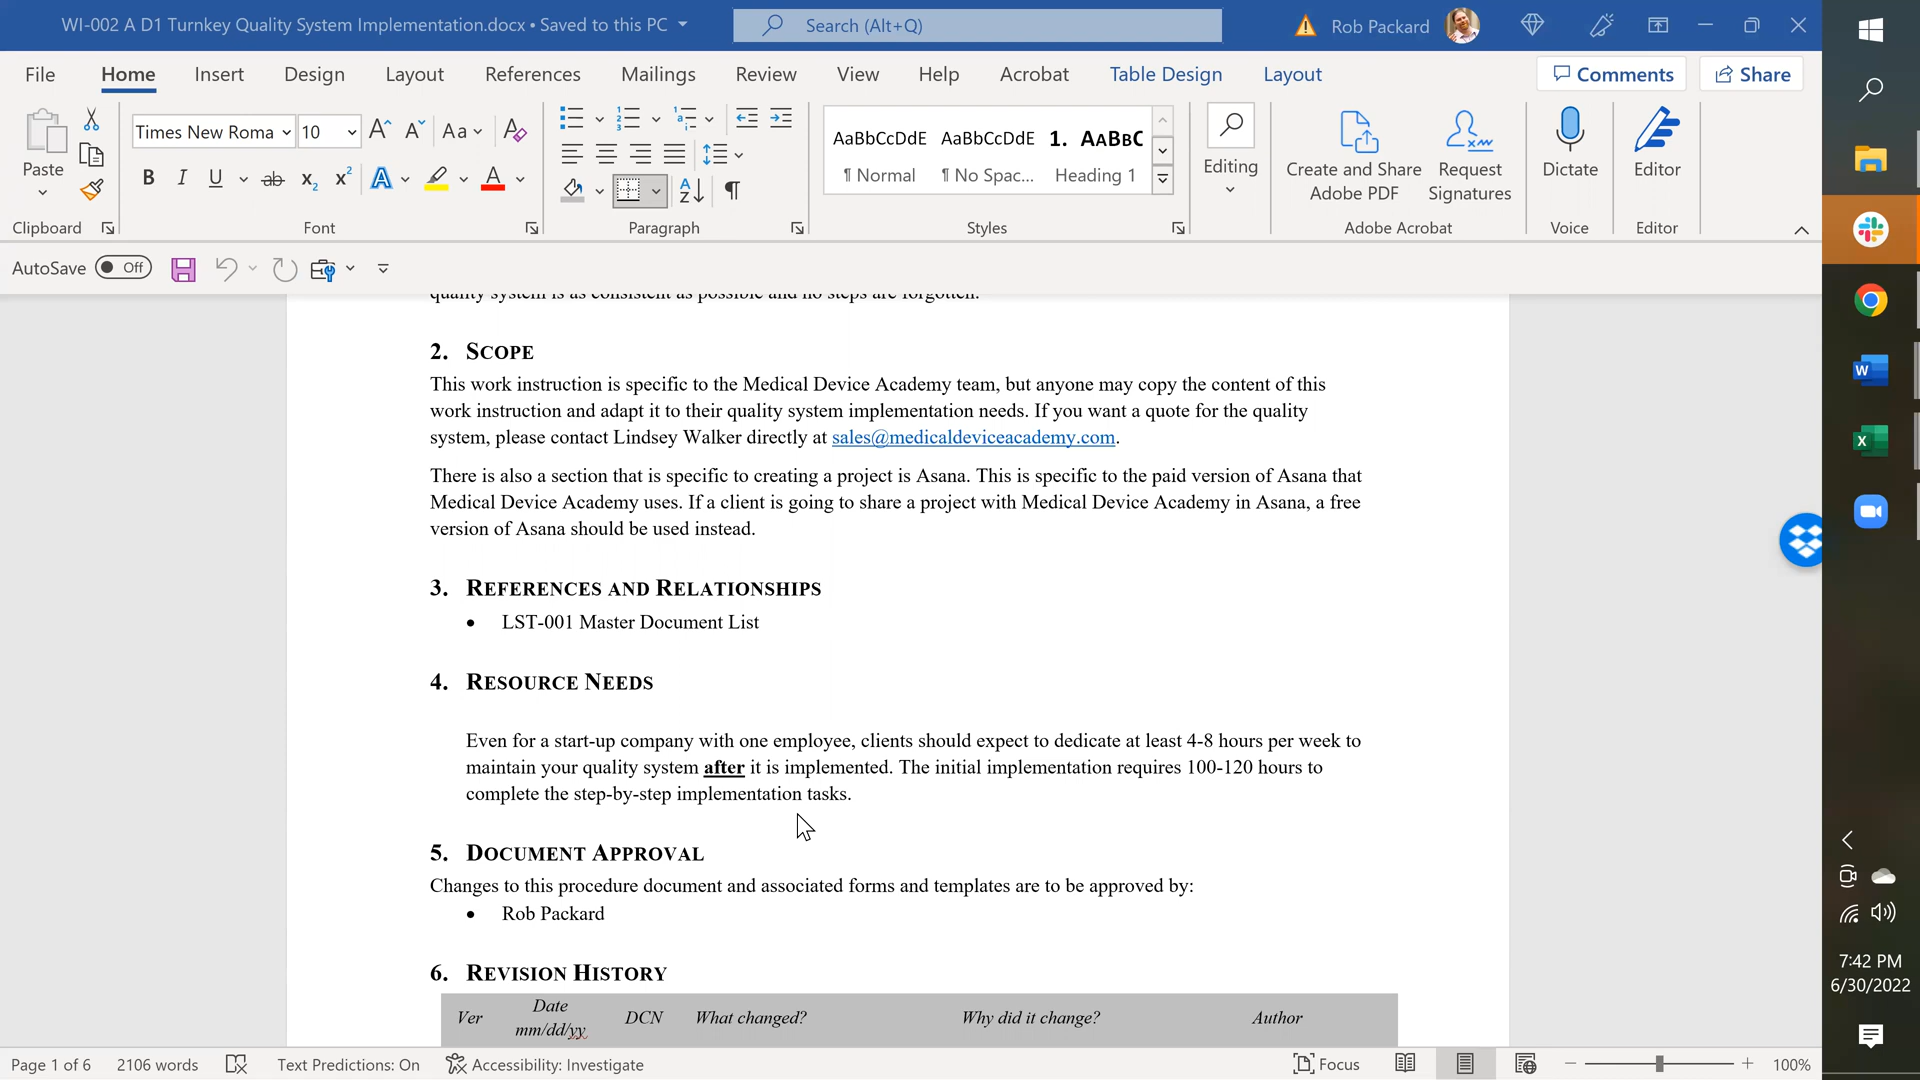 WI-002 A D1 Turnkey Quality System Implementation.docx • Saved to this PC
Search (Alt+Q)
Rob Packard
File Home Insert Design Layout References Mailings Review View Help Acrobat Table Design Layout
Comments
Share
Paste
Times New Roma
10
Aa
Editing
AaBbCcDdE AaBbCcDdE 1. AABBC
¶ Normal ¶ No Spac... Heading 1
Create and Share Adobe PDF
Request Signatures
Dictate
Editor
Clipboard Font Paragraph Styles Adobe Acrobat Voice Editor
AutoSave Off
quality system is as consistent as possible and no steps are forgotten.
2. SCOPE
This work instruction is specific to the Medical Device Academy team, but anyone may copy the content of this
work instruction and adapt it to their quality system implementation needs. If you want a quote for the quality
system, please contact Lindsey Walker directly at sales@medicaldeviceacademy.com.
There is also a section that is specific to creating a project is Asana. This is specific to the paid version of Asana that
Medical Device Academy uses. If a client is going to share a project with Medical Device Academy in Asana, a free
version of Asana should be used instead.
3. REFERENCES AND RELATIONSHIPS
• LST-001 Master Document List
4. RESOURCE NEEDS
Even for a start-up company with one employee, clients should expect to dedicate at least 4-8 hours per week to
maintain your quality system after it is implemented. The initial implementation requires 100-120 hours to
complete the step-by-step implementation tasks.
5. DOCUMENT APPROVAL
Changes to this procedure document and associated forms and templates are to be approved by:
• Rob Packard
6. REVISION HISTORY
Ver Date mm/dd/yy DCN What changed? Why did it change? Author
Page 1 of 6 2106 words Text Predictions: On Accessibility: Investigate Focus 100%
7:42 PM
6/30/2022